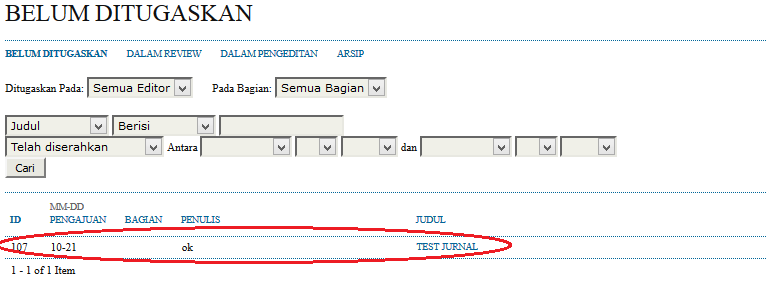 BELUM DITUGASKAN
BELUM DITUGASKAN DALAM REVIEW DALAM PENGEDITAN ARSIP
Ditugaskan Pada: Semua Editor Pada Bagian: Semua Bagian
Judul Berisi
Telah diserahkan Antara dan
Cari
MM-DD
ID PENGAJUAN BAGIAN PENULIS JUDUL
107 10-21 ok TEST JURNAL
1 - 1 of 1 Item